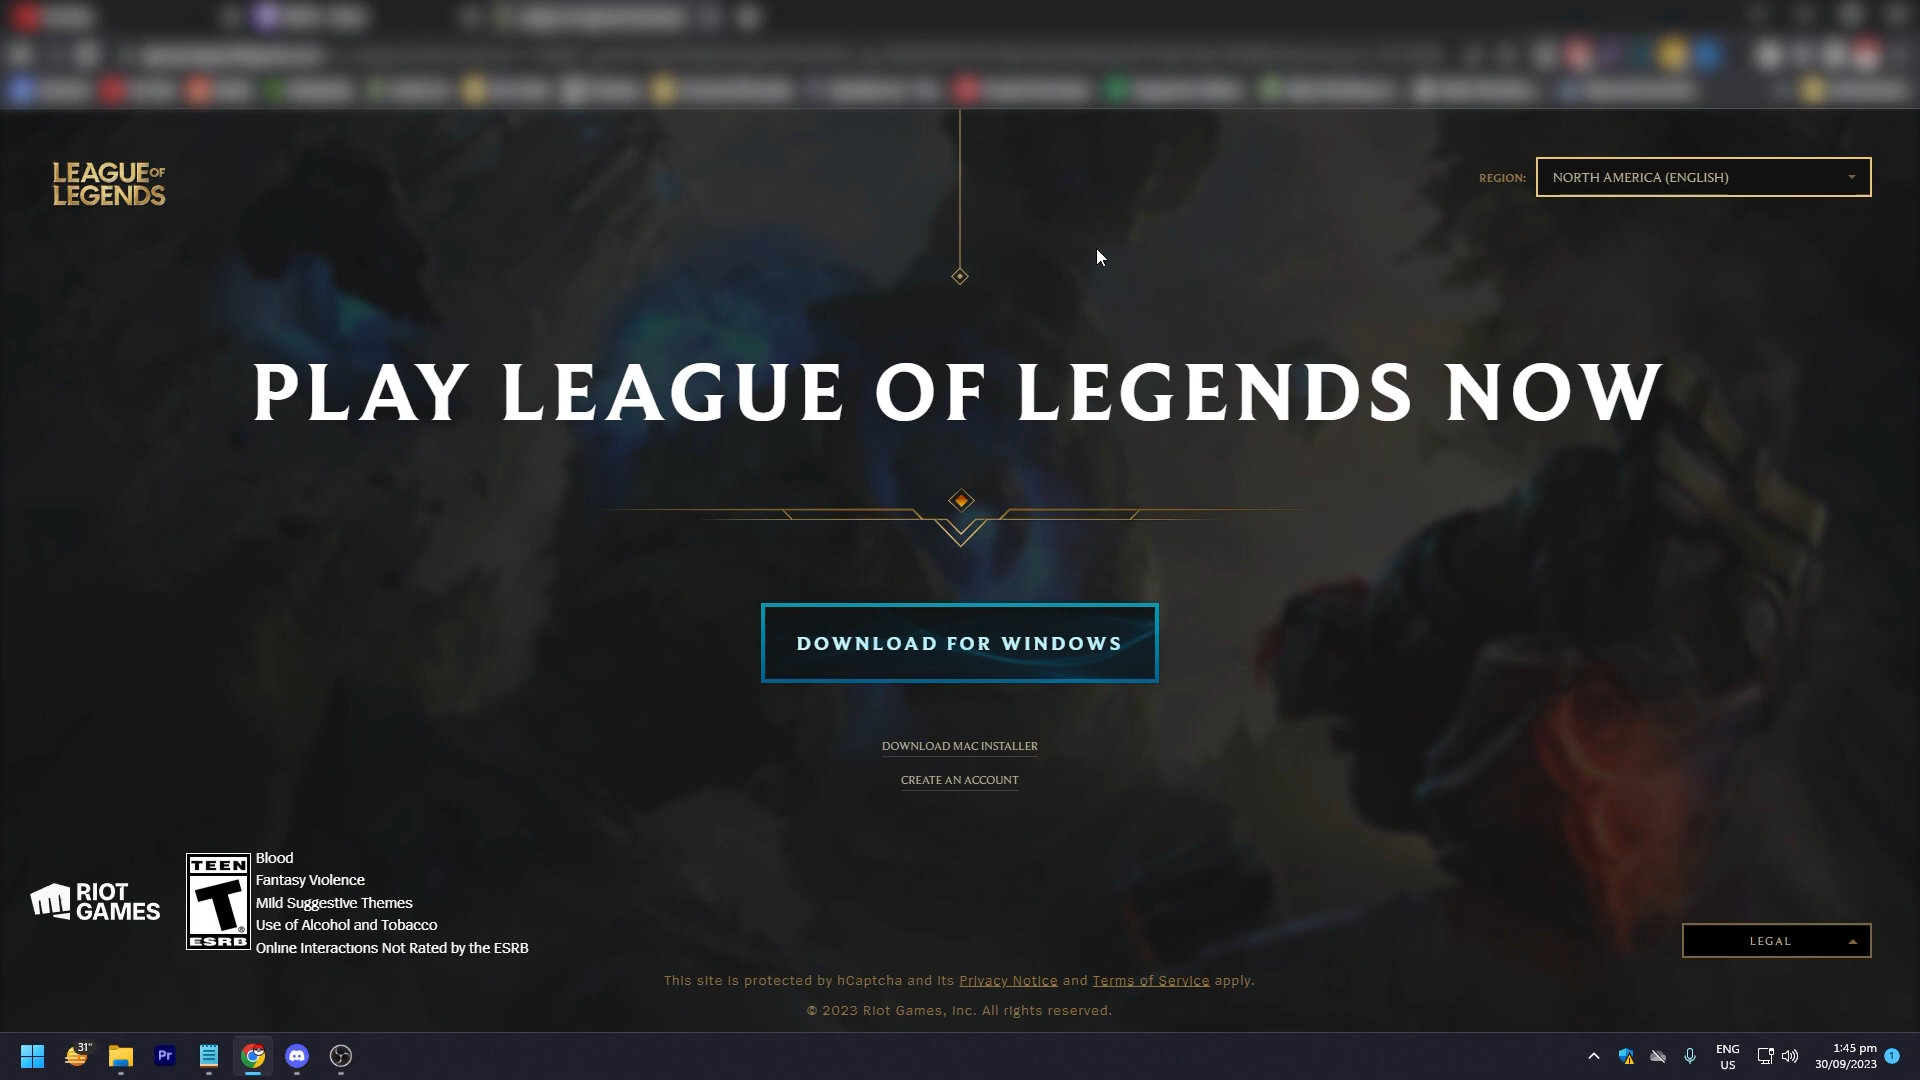 LEAGUE OF
LEGENDS
REGION:
NORTH AMERICA (ENGLISH)
PLAY LEAGUE OF LEGENDS NOW
DOWNLOAD FOR WINDOWS
DOWNLOAD MAC INSTALLER
CREATE AN ACCOUNT
RIOT
GAMES
TEEN
T
ESRB
Blood
Fantasy Violence
Mild Suggestive Themes
Use of Alcohol and Tobacco
Online Interactions Not Rated by the ESRB
LEGAL
This site is protected by hCaptcha and its Privacy Notice and Terms of Service apply.
© 2023 Riot Games, Inc. All rights reserved.
31°
Pr
ENG
US
1:45 pm
30/09/2023
1